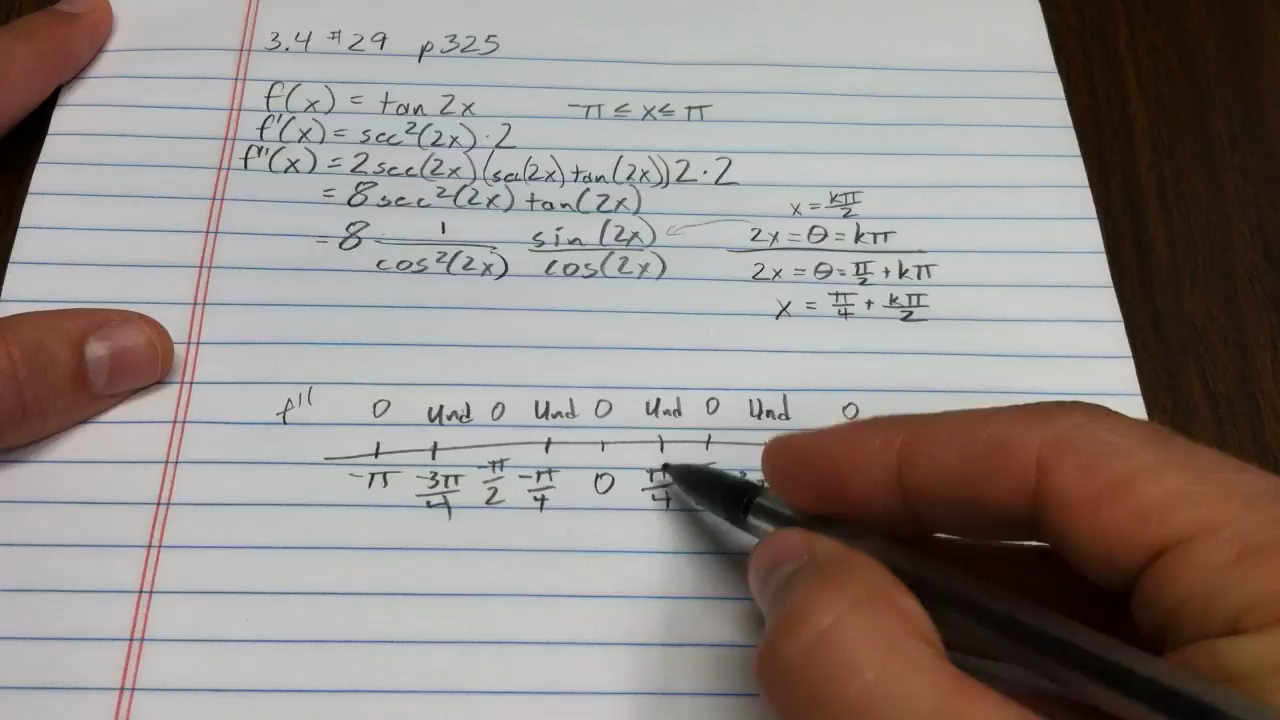 3.4 #29 p325
f(x) = tan 2x -π ≤ x ≤ π
f'(x) = sec²(2x) · 2
f''(x) = 2sec(2x)(sec(2x)tan(2x))2·2
= 8sec²(2x)tan(2x)
x = kπ/2
= 8 1/cos²(2x) sin(2x)/cos(2x)
2x = θ = kπ
2x = θ = π/2 + kπ
x = π/4 + kπ/2
f'' 0 Und 0 Und 0 Und 0 Und 0
-π -3π/4 -π/2 -π/4 0 π/4